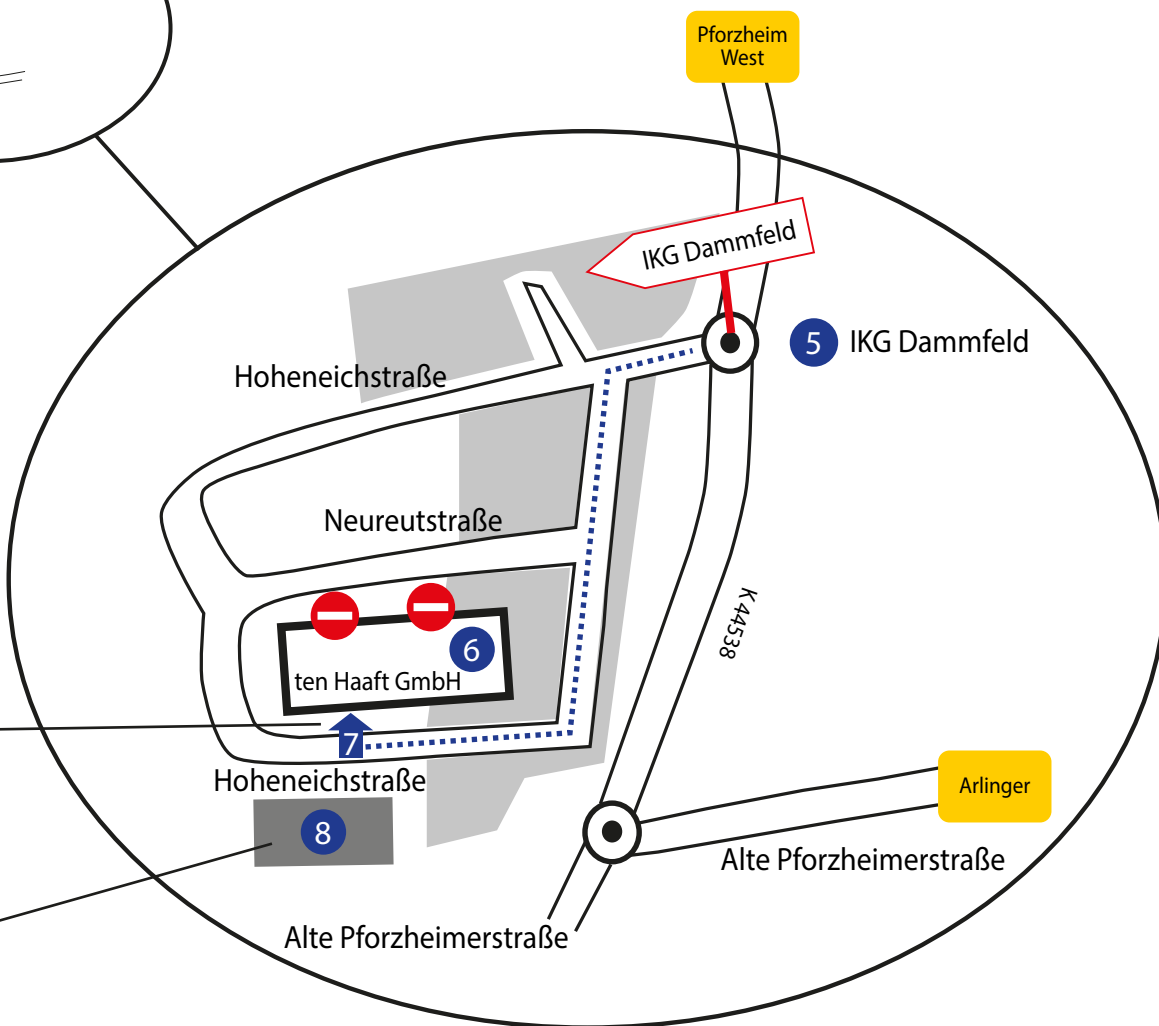 Pforzheim
West
IKG Dammfeld
5 IKG Dammfeld
Hoheneichstraße
Neureutstraße
K 44538
6
ten Haaft GmbH
7
Hoheneichstraße
8
Arlinger
Alte Pforzheimerstraße
Alte Pforzheimerstraße